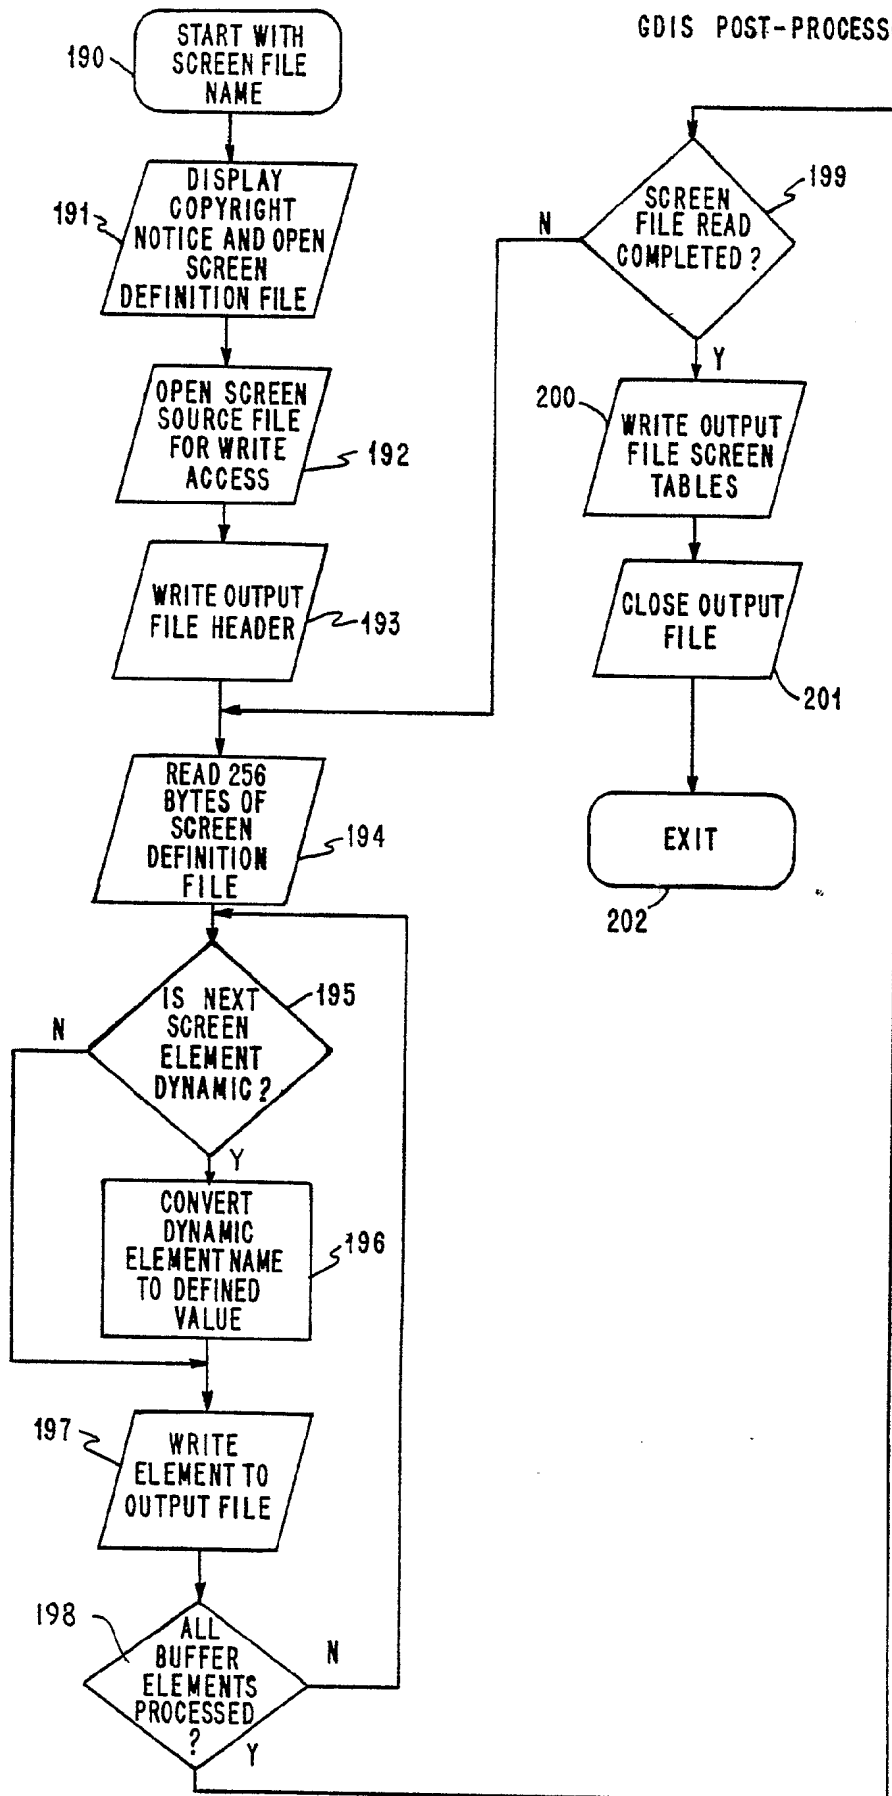 GDIS POST-PROCESS
190
START WITH
SCREEN FILE
NAME
191
DISPLAY
COPYRIGHT
NOTICE AND OPEN
SCREEN
DEFINITION FILE
OPEN SCREEN
SOURCE FILE
FOR WRITE
ACCESS
192
WRITE OUTPUT
FILE HEADER
193
READ 256
BYTES OF
SCREEN
DEFINITION
FILE
194
IS NEXT
SCREEN
ELEMENT
DYNAMIC?
195
N
Y
CONVERT
DYNAMIC
ELEMENT NAME
TO DEFINED
VALUE
196
197
WRITE
ELEMENT TO
OUTPUT FILE
198
ALL
BUFFER
ELEMENTS
PROCESSED
?
N
Y
SCREEN
FILE READ
COMPLETED?
199
N
Y
200
WRITE OUTPUT
FILE SCREEN
TABLES
CLOSE OUTPUT
FILE
201
EXIT
202